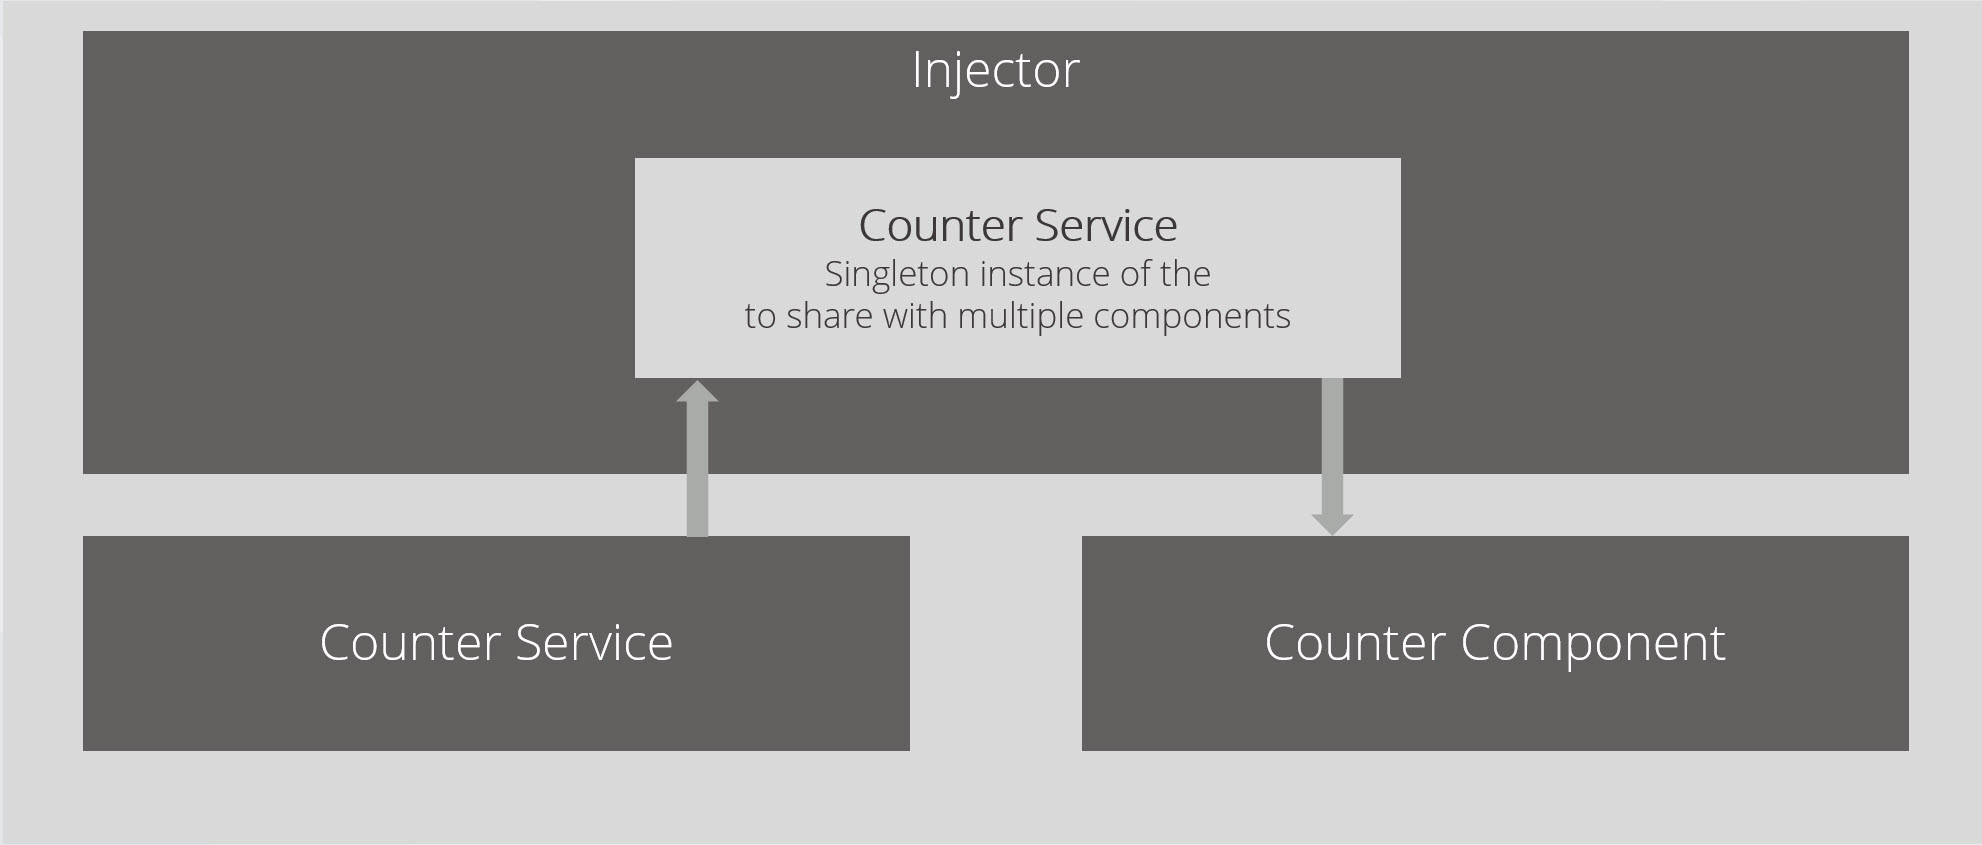 Injector
Counter Service
Singleton instance of the
to share with multiple components
Counter Service
Counter Component